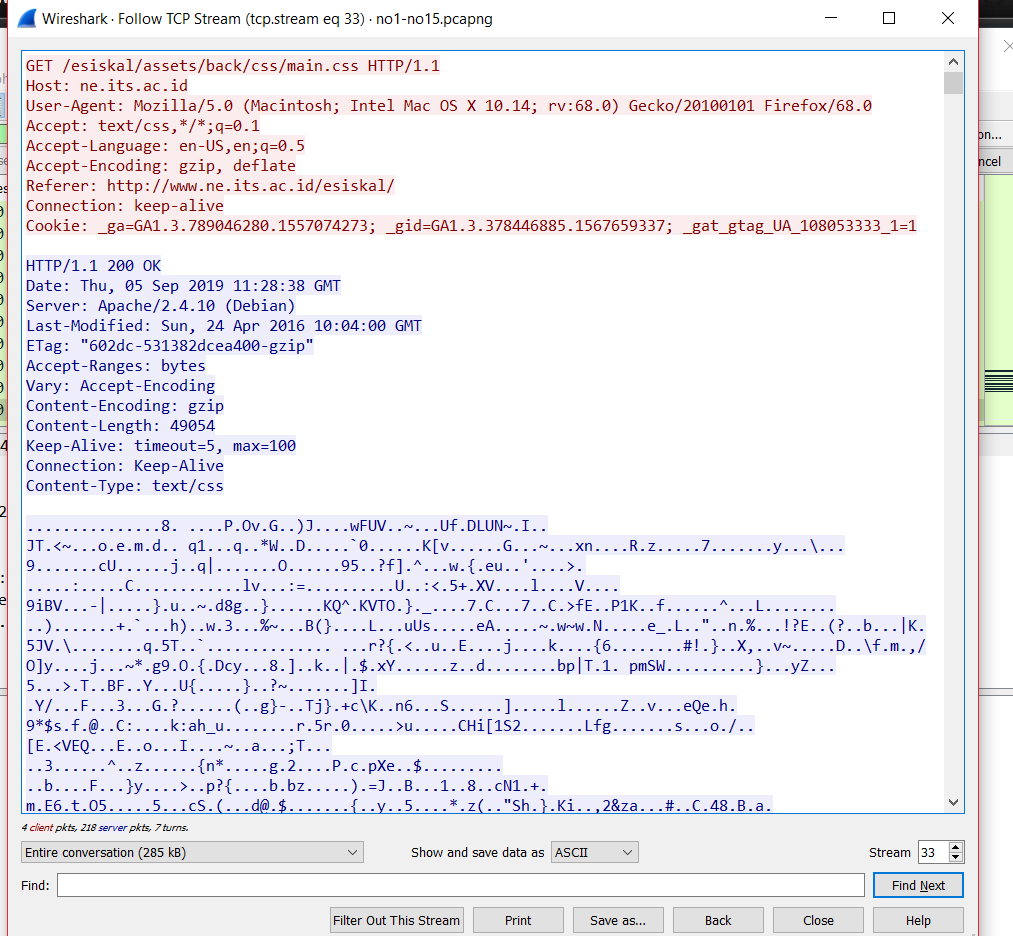 Wireshark · Follow TCP Stream (tcp.stream eq 33) · no1-no15.pcapng
GET /esiskal/assets/back/css/main.css HTTP/1.1
Host: ne.its.ac.id
User-Agent: Mozilla/5.0 (Macintosh; Intel Mac OS X 10.14; rv:68.0) Gecko/20100101 Firefox/68.0
Accept: text/css,*/*;q=0.1
Accept-Language: en-US,en;q=0.5
Accept-Encoding: gzip, deflate
Referer: http://www.ne.its.ac.id/esiskal/
Connection: keep-alive
Cookie: _ga=GA1.3.789046280.1557074273; _gid=GA1.3.378446885.1567659337; _gat_gtag_UA_108053333_1=1
HTTP/1.1 200 OK
Date: Thu, 05 Sep 2019 11:28:38 GMT
Server: Apache/2.4.10 (Debian)
Last-Modified: Sun, 24 Apr 2016 10:04:00 GMT
ETag: "602dc-531382dcea400-gzip"
Accept-Ranges: bytes
Vary: Accept-Encoding
Content-Encoding: gzip
Content-Length: 49054
Keep-Alive: timeout=5, max=100
Connection: Keep-Alive
Content-Type: text/css
...............8. ....P.Ov.G..)J....wFUV..~...Uf.DLUN~.I..
JT.<~...o.e.m.d.. q1...q..*W..D.....`0......K[v......G...~...xn....R.z.....7.......y...\...
9.......cU......j..q|.......O......95..?f].^...w.{.eu..'....>.
.....:.....C............lv...:=..........U..:<.5+.XV....l....V....
9iBV...-|.....}.u..~.d8g..}......KQ^.KVTO.}._....7.C...7..C.>fE..P1K..f......^...L........
..).......+.`...h)..w.3...%~...B(}....L...uUs.....eA.....~.w~w.N.....e_.L.."..n.%...!?E..(?..b...|K.
5JV.\........q.5T..` .............. ...r?{.<..u..E....j....k....{6........#!.}..X,..v~.....D..\f.m.,/
O]y....j...~*.g9.O.{.Dcy...8.]..k..|.$.xY......z..d........bp|T.1. pmSW..........}...yZ...
5...>.T..BF..Y...U{.....}..?~.......]I.
.Y/...F...3...G.?......(..g}-..Tj}.+c\K..n6...S......].....l......Z..v...eQe.h.
9*$s.f.@..C:....k:ah_u........r.5r.0.....>u.....CHi[1S2.......Lfg.......s...o./..
[E.<VEQ...E..o...I....~..a...;T...
..3......^..z......{n*.....g.2....P.c.pXe..$.........
..b....F...}y....>..p?{....b.bz.....).=J..B...1..8..cN1.+.
m.E6.t.O5.....5...cS.(...d@.$.......{..y..5....*.z(.."Sh.}.Ki..,2&za...#..C.48.B.a.
4 client pkts, 218 server pkts, 7 turns.
Entire conversation (285 kB) Show and save data as ASCII Stream 33
Find: Find Next
Filter Out This Stream Print Save as... Back Close Help